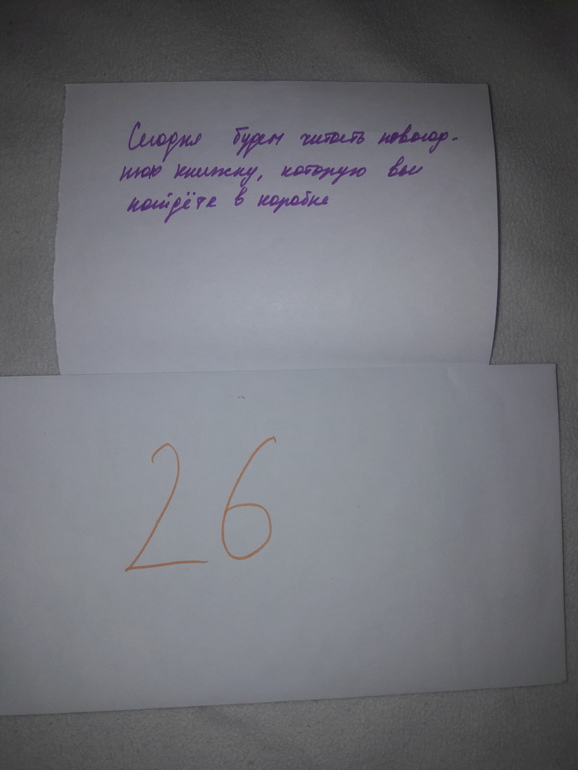 Сегодня будем читать новогод-
нюю книжку, которую вы
найдёте в коробке
26